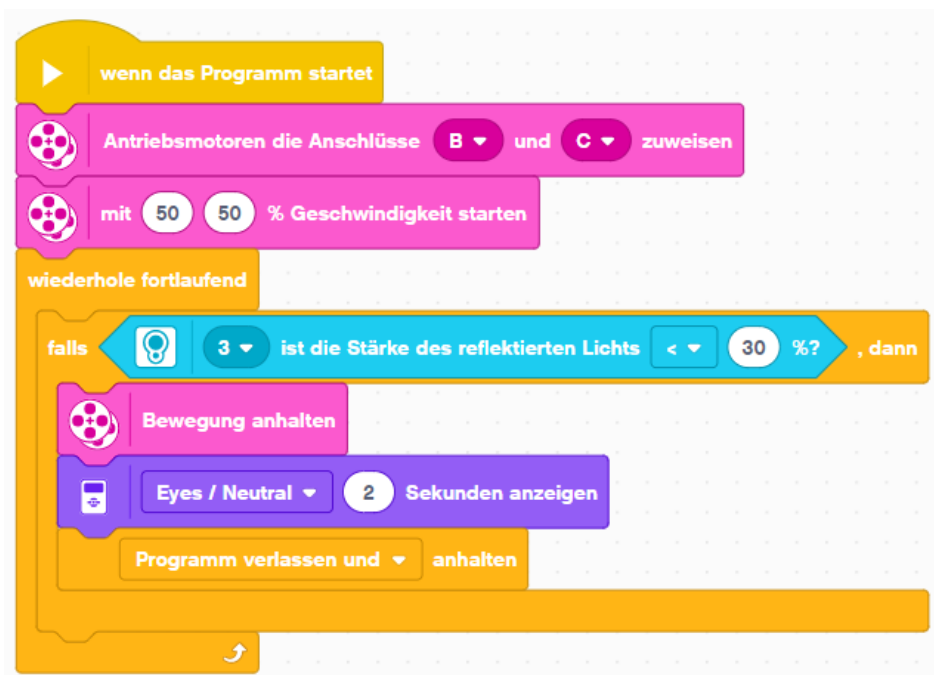 wenn das Programm startet
Antriebsmotoren die Anschlüsse B und C zuweisen
mit 50 50 % Geschwindigkeit starten
wiederhole fortlaufend
falls 3 ist die Stärke des reflektierten Lichts < 30 %? , dann
Bewegung anhalten
Eyes / Neutral 2 Sekunden anzeigen
Programm verlassen und anhalten